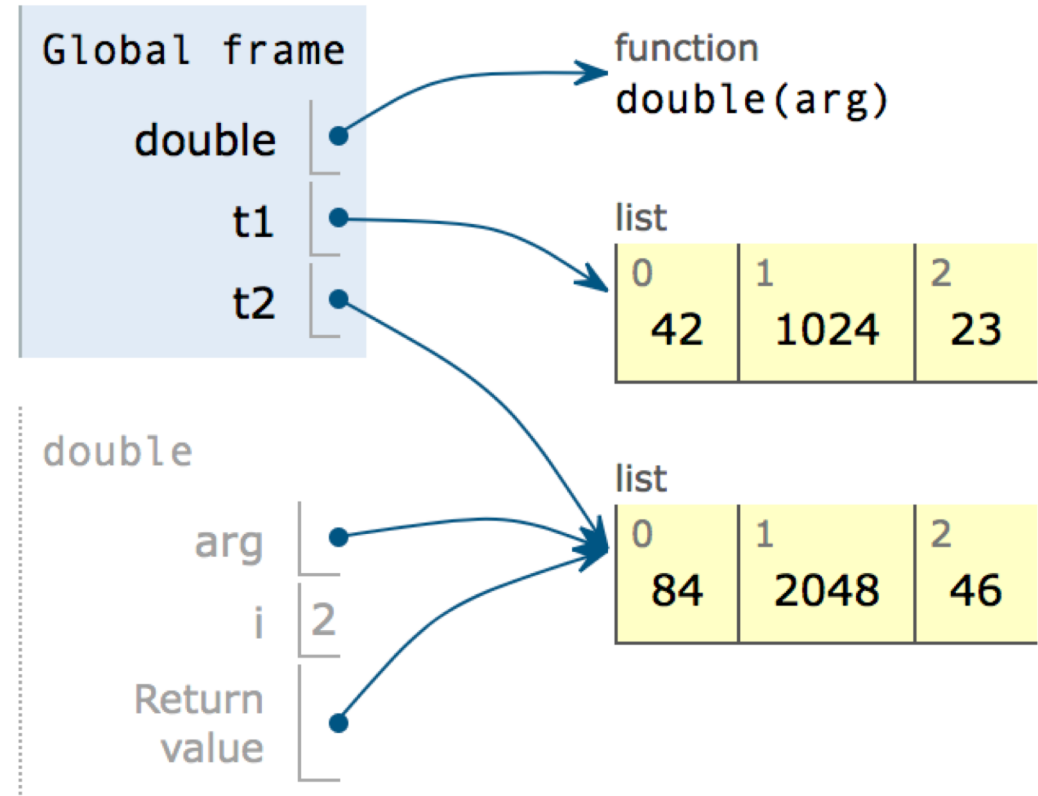 Global frame
double
t1
t2
function
double(arg)
list
0 1 2
42 1024 23
double
arg
i 2
Return
value
list
0 1 2
84 2048 46